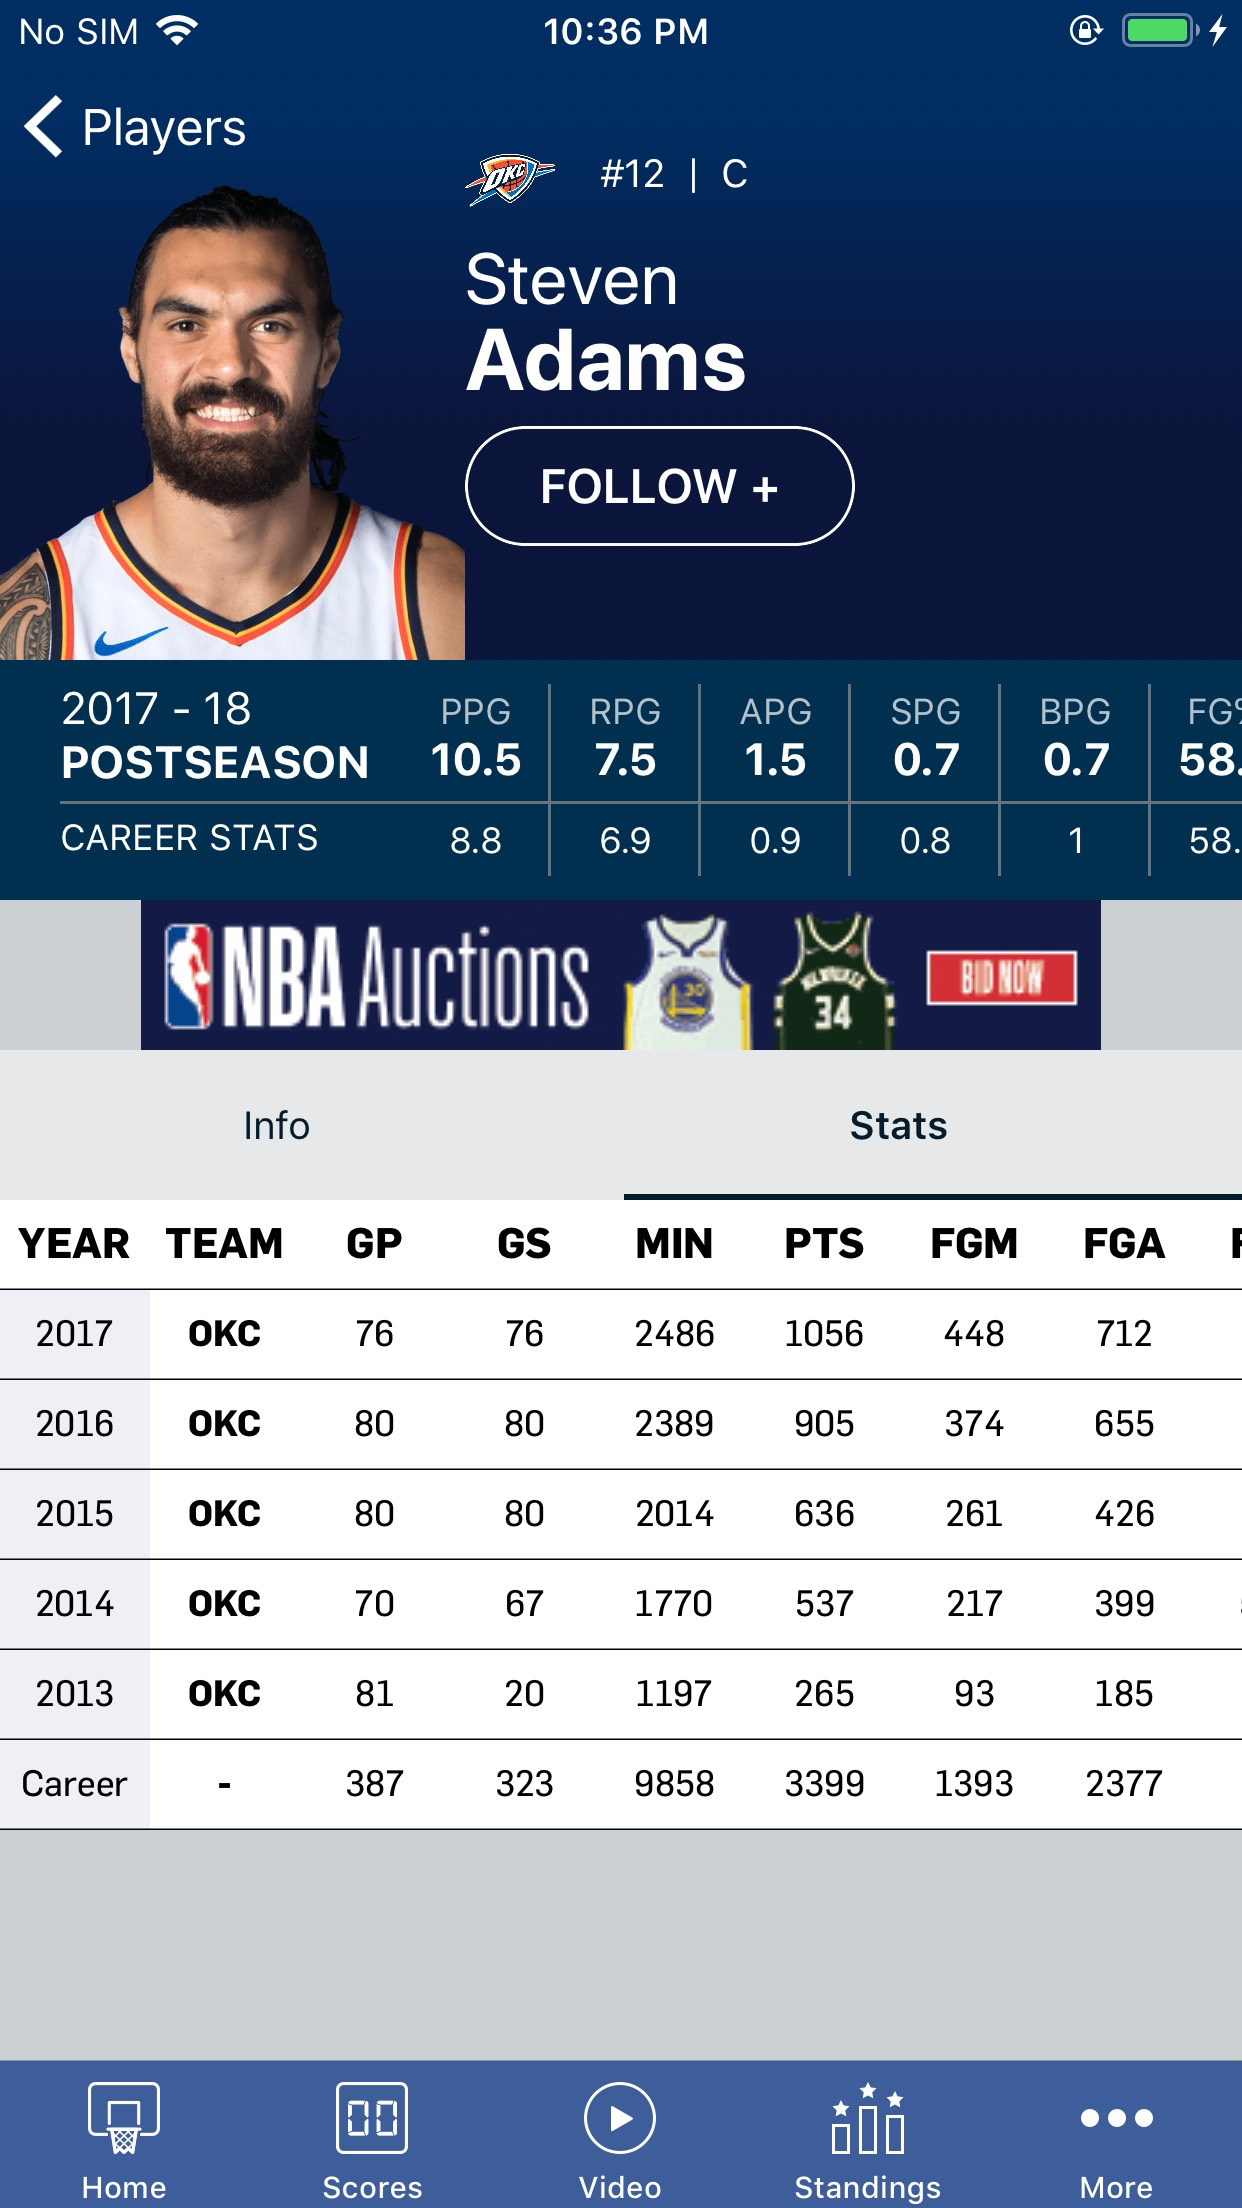 No SIM 10:36 PM
Players
OKC #12 | C
Steven
Adams
FOLLOW +
2017 - 18 PPG RPG APG SPG BPG FG%
POSTSEASON 10.5 7.5 1.5 0.7 0.7 58.
CAREER STATS 8.8 6.9 0.9 0.8 1 58.
NBA Auctions 30 MILWAUKEE 34 BID NOW
Info Stats
YEAR TEAM GP GS MIN PTS FGM FGA
2017 OKC 76 76 2486 1056 448 712
2016 OKC 80 80 2389 905 374 655
2015 OKC 80 80 2014 636 261 426
2014 OKC 70 67 1770 537 217 399
2013 OKC 81 20 1197 265 93 185
Career - 387 323 9858 3399 1393 2377
Home Scores Video Standings More